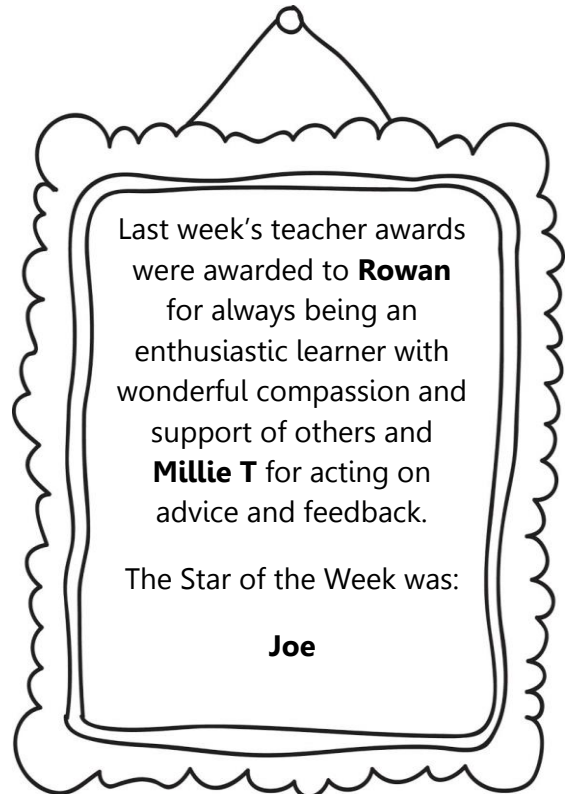 Last week’s teacher awards
were awarded to Rowan
for always being an
enthusiastic learner with
wonderful compassion and
support of others and
Millie T for acting on
advice and feedback.
The Star of the Week was:
Joe